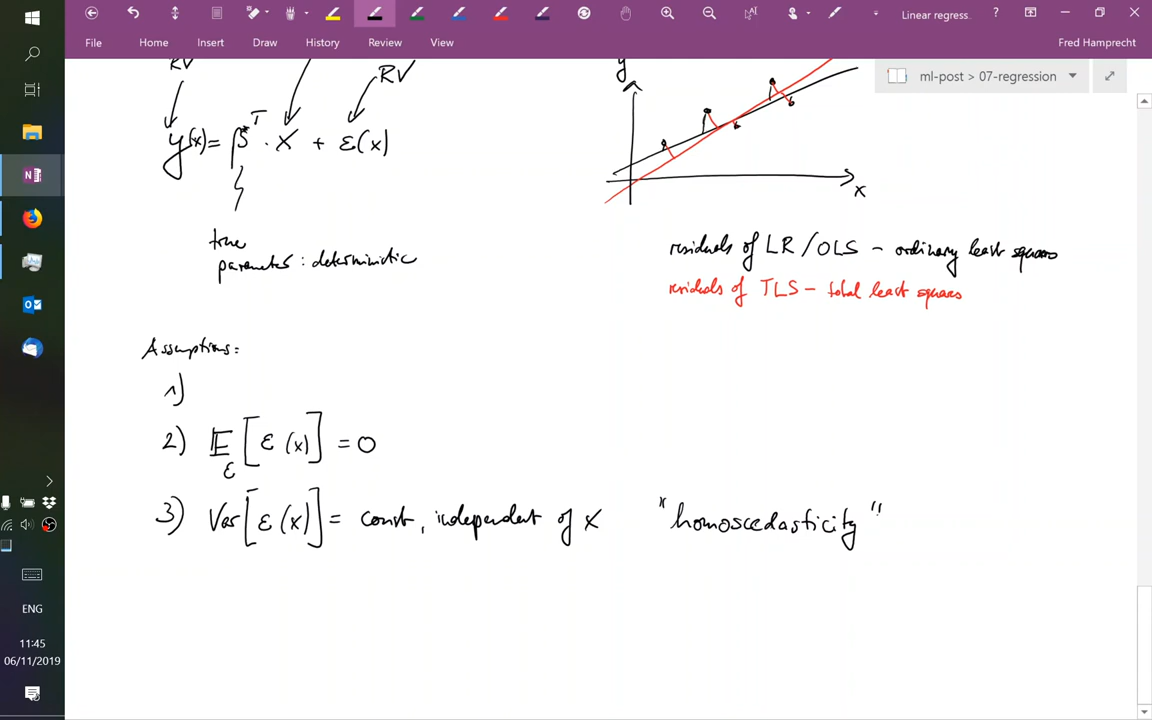 Linear regress...
File Home Insert Draw History Review View
Fred Hamprecht
ml-post > 07-regression
RV
RV
y(x) = β*ᵀ · X + ε(x)
true
parameter : deterministic
y
x
residuals of LR / OLS – ordinary least squares
residuals of TLS – total least squares
Assumptions:
1)
2) 𝔼_ε [ε(x)] = 0
3) Var[ε(x)] = const, independent of x "homoscedasticity"
ENG
11:45
06/11/2019